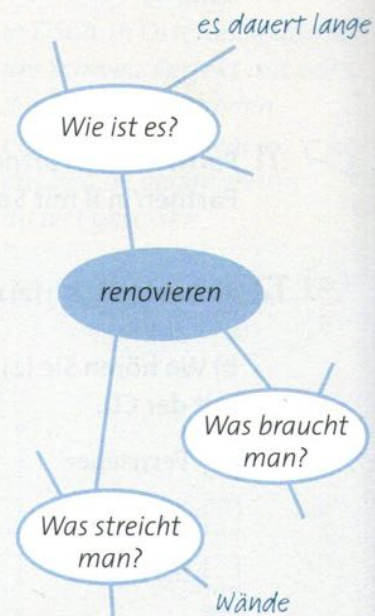 es dauert lange
Wie ist es?
renovieren
Was braucht
man?
Was streicht
man?
Wände